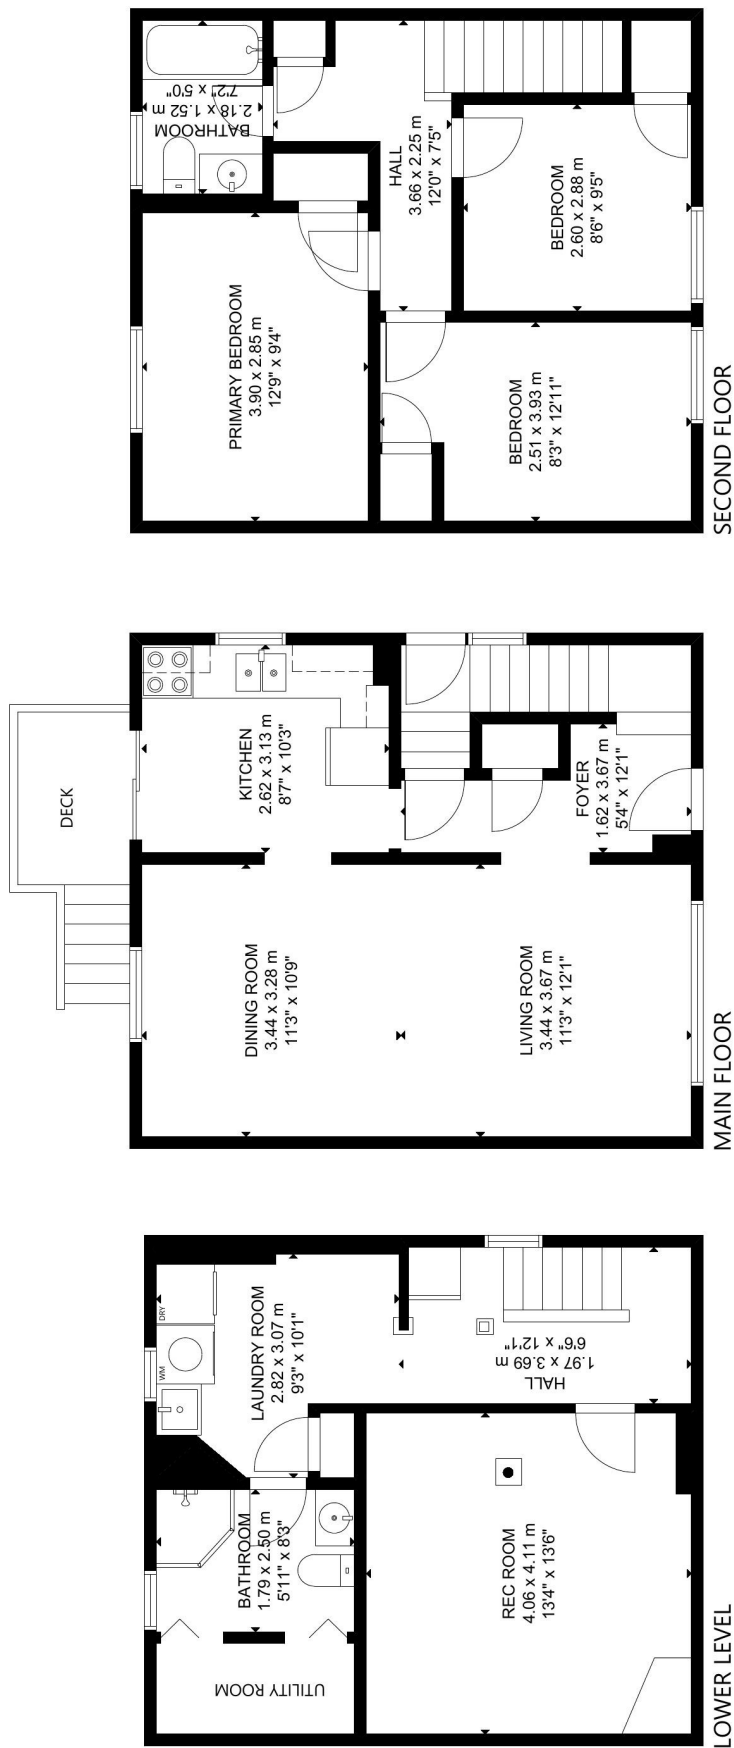 BATHROOM
2.18 x 1.52 m
7'2" x 5'0"
HALL
3.66 x 2.25 m
12'0" x 7'5"
BEDROOM
2.60 x 2.88 m
8'6" x 9'5"
PRIMARY BEDROOM
3.90 x 2.85 m
12'9" x 9'4"
BEDROOM
2.51 x 3.93 m
8'3" x 12'11"
SECOND FLOOR
DECK
KITCHEN
2.62 x 3.13 m
8'7" x 10'3"
FOYER
1.62 x 3.67 m
5'4" x 12'1"
DINING ROOM
3.44 x 3.28 m
11'3" x 10'9"
LIVING ROOM
3.44 x 3.67 m
11'3" x 12'1"
MAIN FLOOR
DRY
WM
LAUNDRY ROOM
2.82 x 3.07 m
9'3" x 10'1"
HALL
1.97 x 3.69 m
6'6" x 12'1"
BATHROOM
1.79 x 2.50 m
5'11" x 8'3"
REC ROOM
4.06 x 4.11 m
13'4" x 13'6"
UTILITY ROOM
LOWER LEVEL